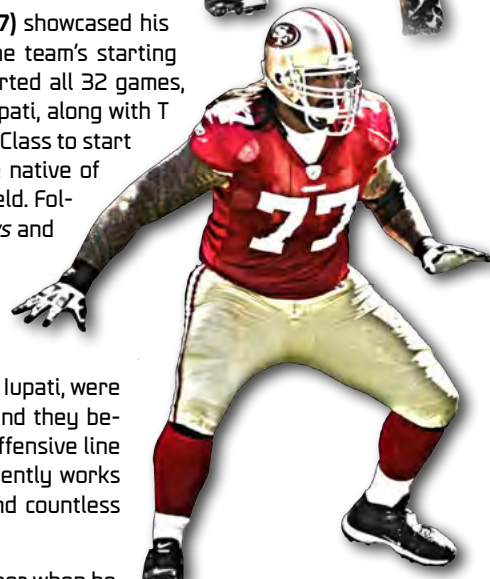 7) showcased his
e team's starting
rted all 32 games,
pati, along with T
Class to start
native of
eld. Fol-
s and
77
Iupati, were
nd they be-
ffensive line
ently works
nd countless